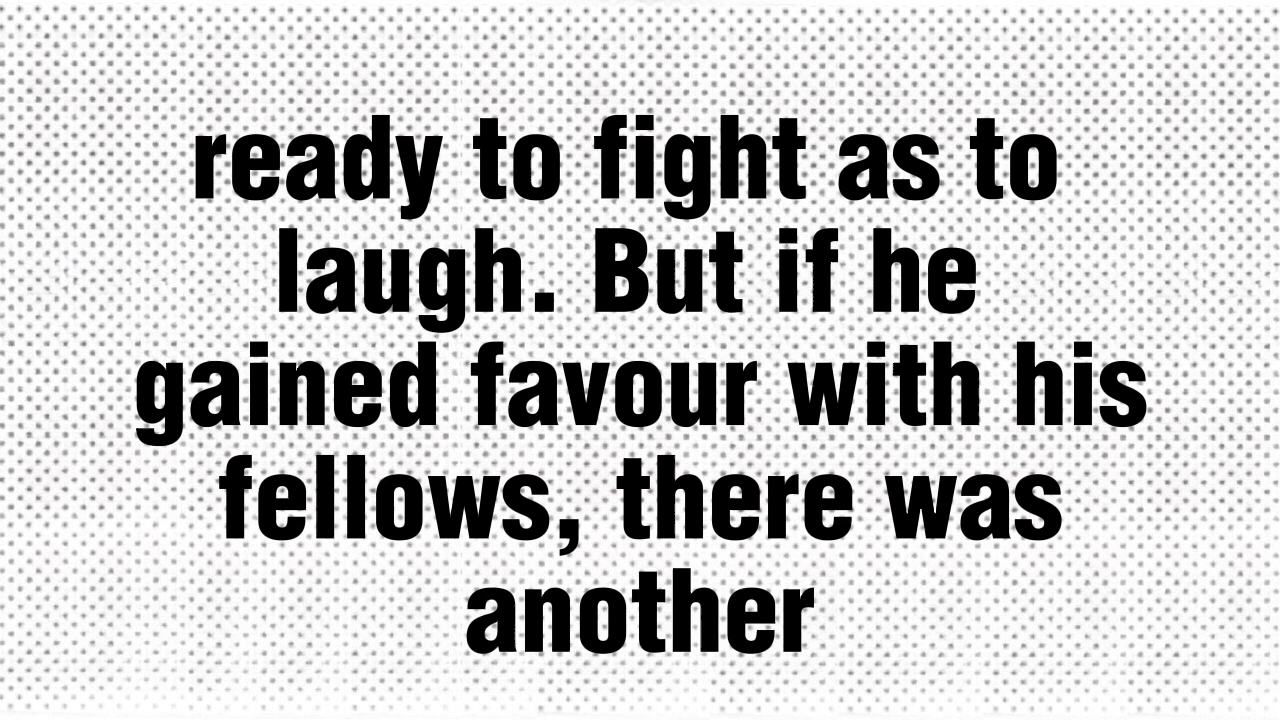 ready to fight as to
laugh. But if he
gained favour with his
fellows, there was
another